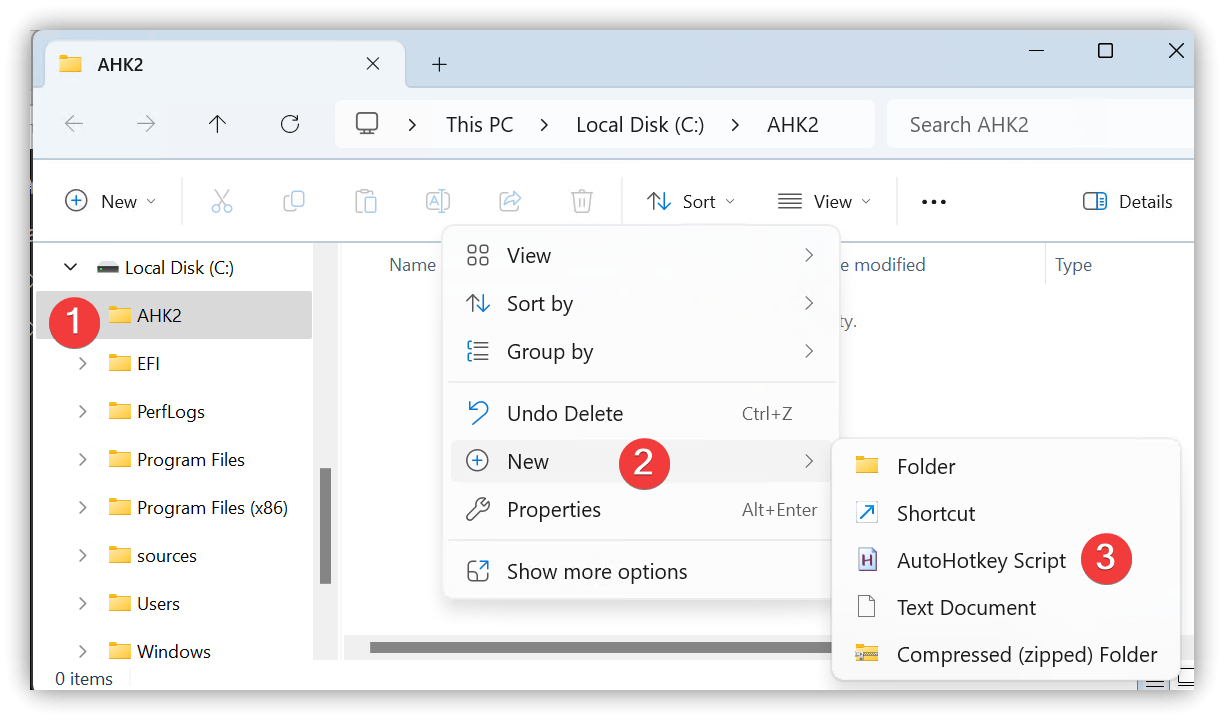 AHK2
This PC
Local Disk (C:)
AHK2
Search AHK2
New
Sort
View
Details
Local Disk (C:)
1
AHK2
EFI
PerfLogs
Program Files
Program Files (x86)
sources
Users
Windows
0 items
Name
e modified
Type
ty.
View
Sort by
Group by
Undo Delete Ctrl+Z
New 2
Properties Alt+Enter
Show more options
Folder
Shortcut
AutoHotkey Script 3
Text Document
Compressed (zipped) Folder